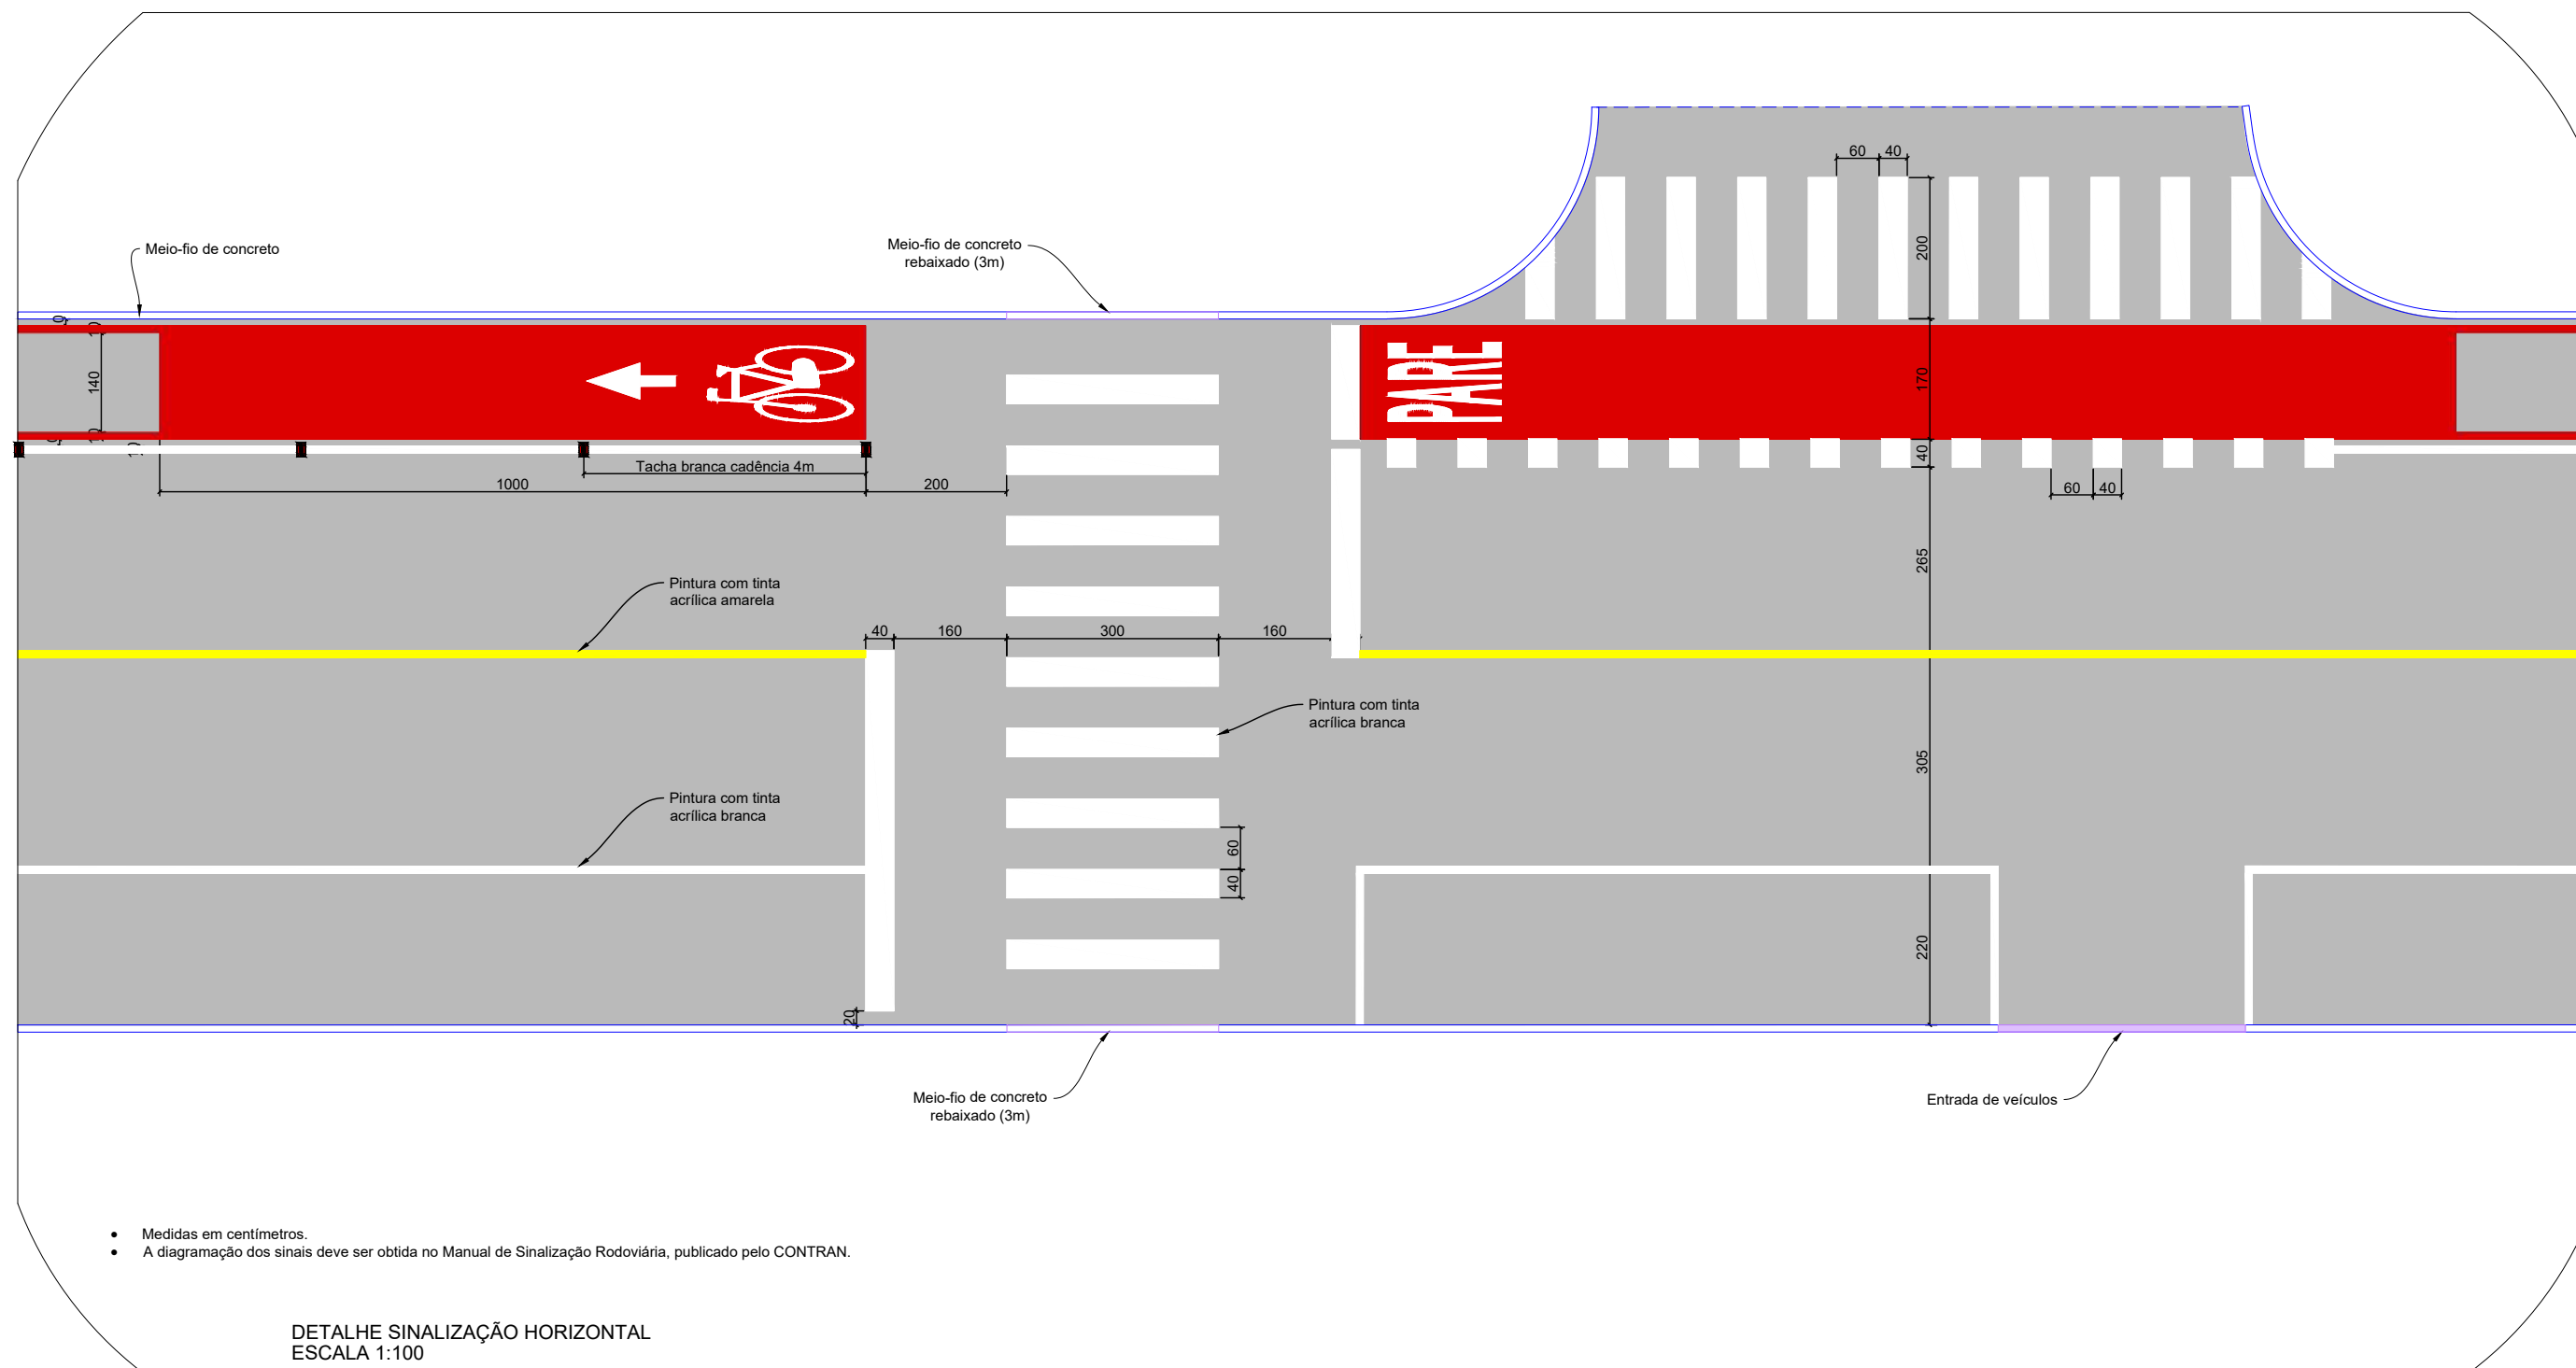 60
40
200
Meio-fio de concreto
Meio-fio de concreto
rebaixado (3m)
10
140
10
10
PARE
170
40
Tacha branca cadência 4m
1000
200
60
40
265
Pintura com tinta
acrílica amarela
40
160
300
160
Pintura com tinta
acrílica branca
305
Pintura com tinta
acrílica branca
60
40
220
20
Meio-fio de concreto
rebaixado (3m)
Entrada de veículos
• Medidas em centímetros.
• A diagramação dos sinais deve ser obtida no Manual de Sinalização Rodoviária, publicado pelo CONTRAN.
DETALHE SINALIZAÇÃO HORIZONTAL
ESCALA 1:100